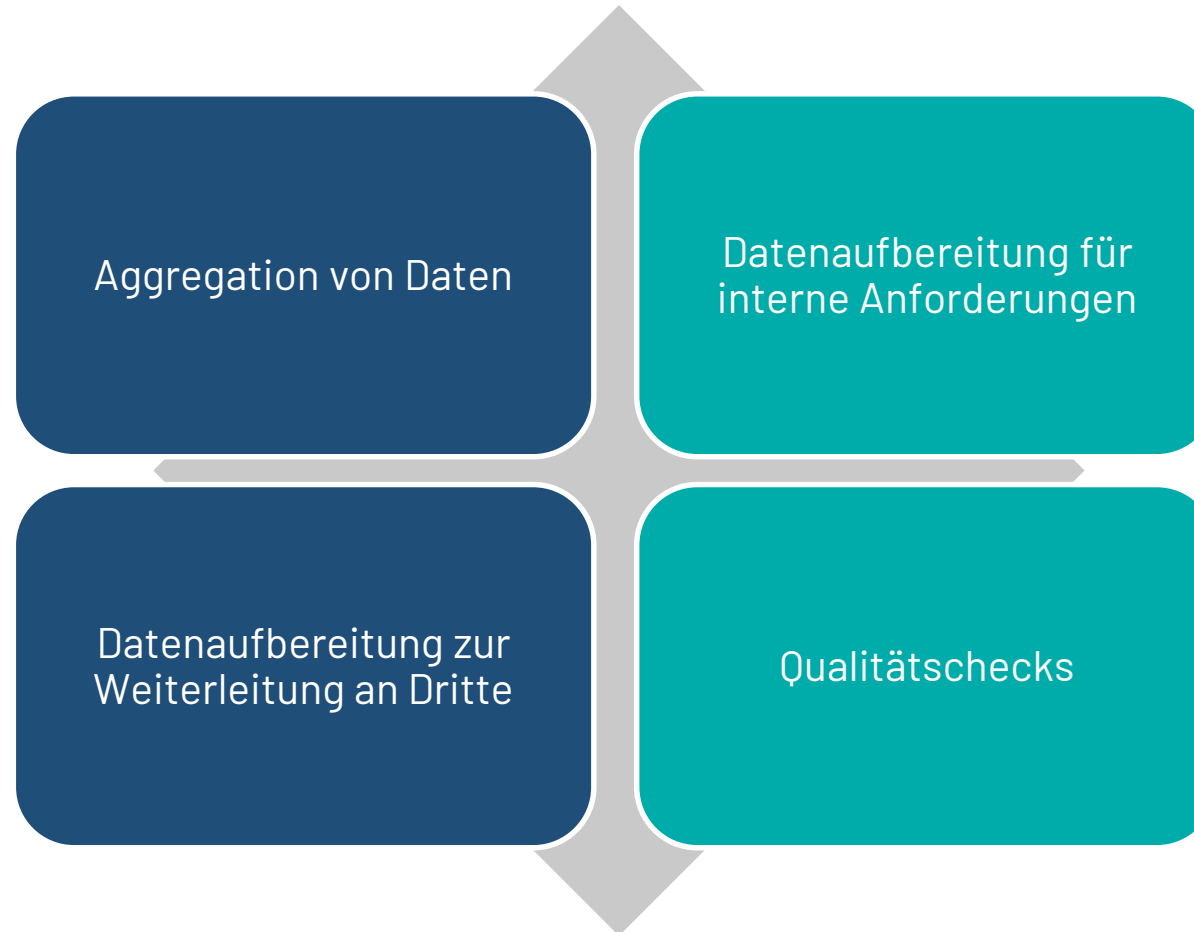 Aggregation von Daten
Datenaufbereitung für
interne Anforderungen
Datenaufbereitung zur
Weiterleitung an Dritte
Qualitätschecks